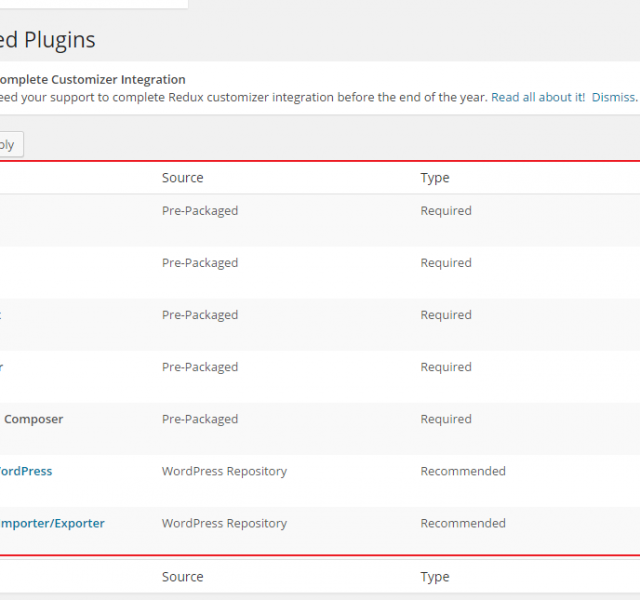 ed Plugins
omplete Customizer Integration
eed your support to complete Redux customizer integration before the end of the year. Read all about it! Dismiss.
ply
Source Type
Pre-Packaged Required
Pre-Packaged Required
t Pre-Packaged Required
r Pre-Packaged Required
Composer Pre-Packaged Required
WordPress WordPress Repository Recommended
mporter/Exporter WordPress Repository Recommended
Source Type